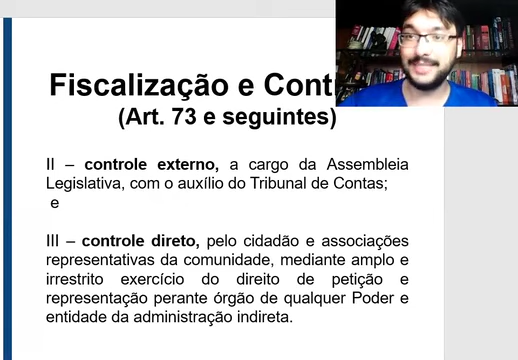 Fiscalização e Cont
(Art. 73 e seguintes)
II – controle externo, a cargo da Assembleia
Legislativa, com o auxílio do Tribunal de Contas;
e
III – controle direto, pelo cidadão e associações
representativas da comunidade, mediante amplo e
irrestrito exercício do direito de petição e
representação perante órgão de qualquer Poder e
entidade da administração indireta.